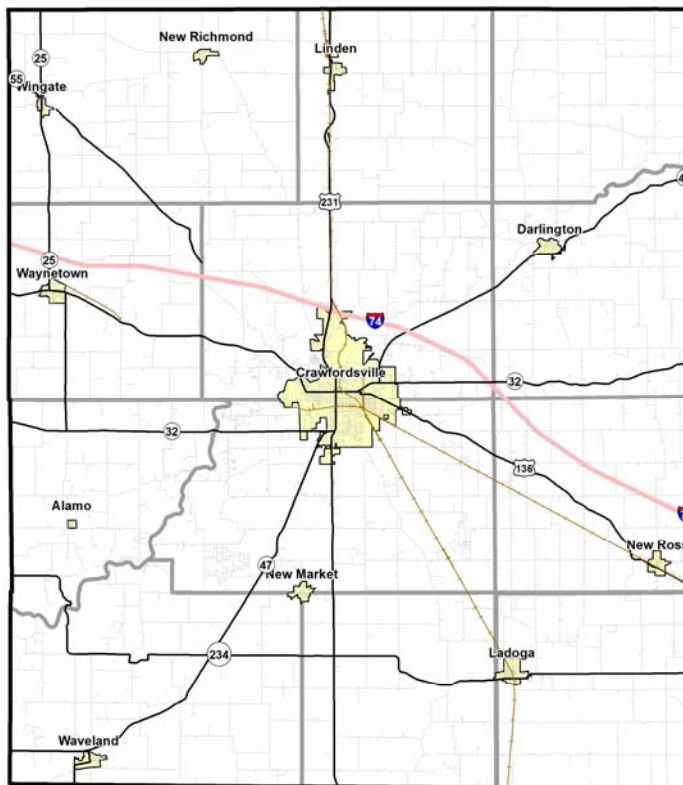 New Richmond
Linden
25
55
Wingate
231
Darlington
25
Waynetown
74
Crawfordsville
32
32
136
Alamo
47
New Market
New Ross
234
Ladoga
Waveland